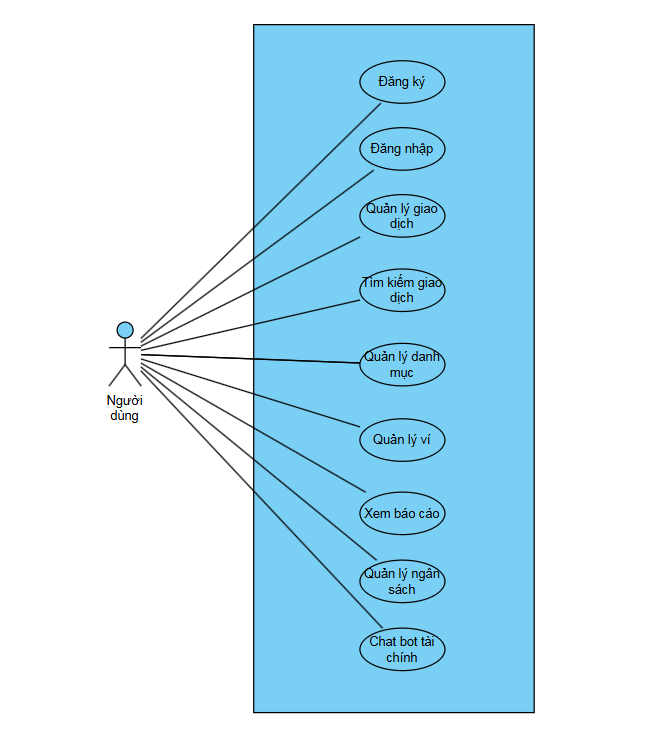 Đăng ký
Đăng nhập
Quản lý giao
dịch
Tìm kiếm giao
dịch
Quản lý danh
mục
Quản lý ví
Xem báo cáo
Quản lý ngân
sách
Chat bot tài
chính
Người
dùng